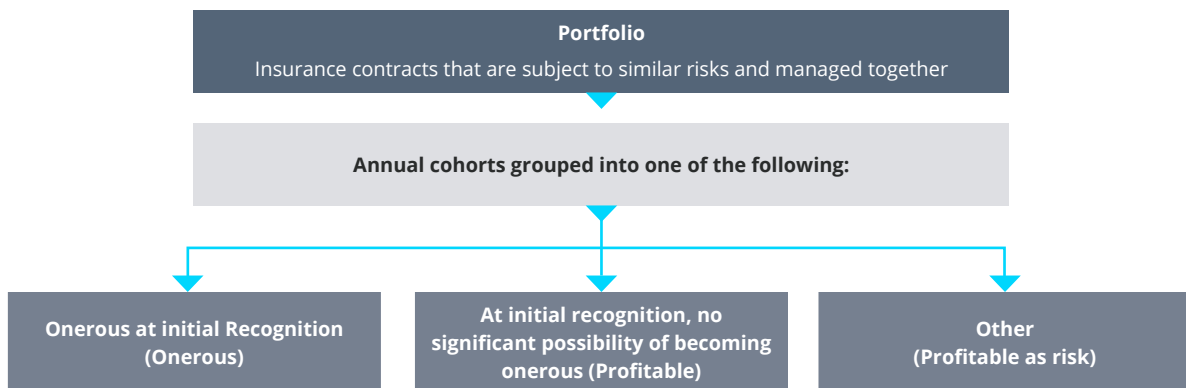 Portfolio
Insurance contracts that are subject to similar risks and managed together
Annual cohorts grouped into one of the following:
Onerous at initial Recognition
(Onerous)
At initial recognition, no
significant possibility of becoming
onerous (Profitable)
Other
(Profitable as risk)